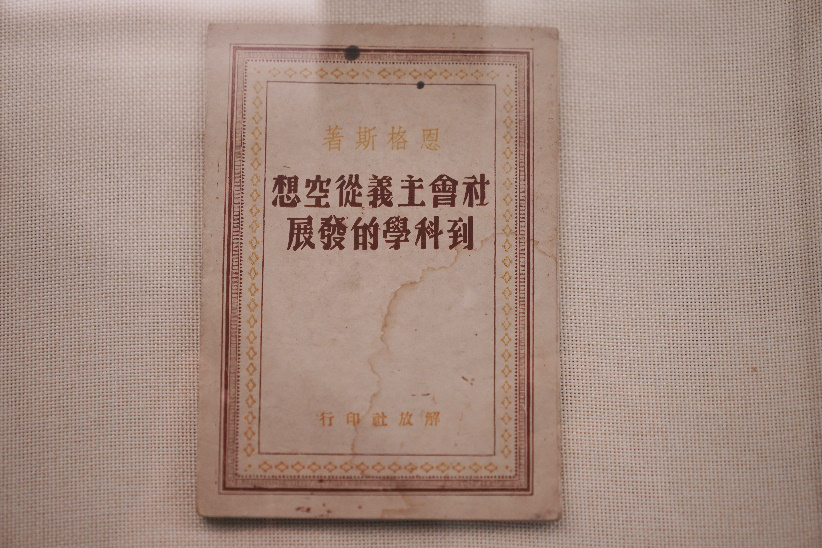 恩格斯著
社會主義從空想
到科學的發展
解放社印行